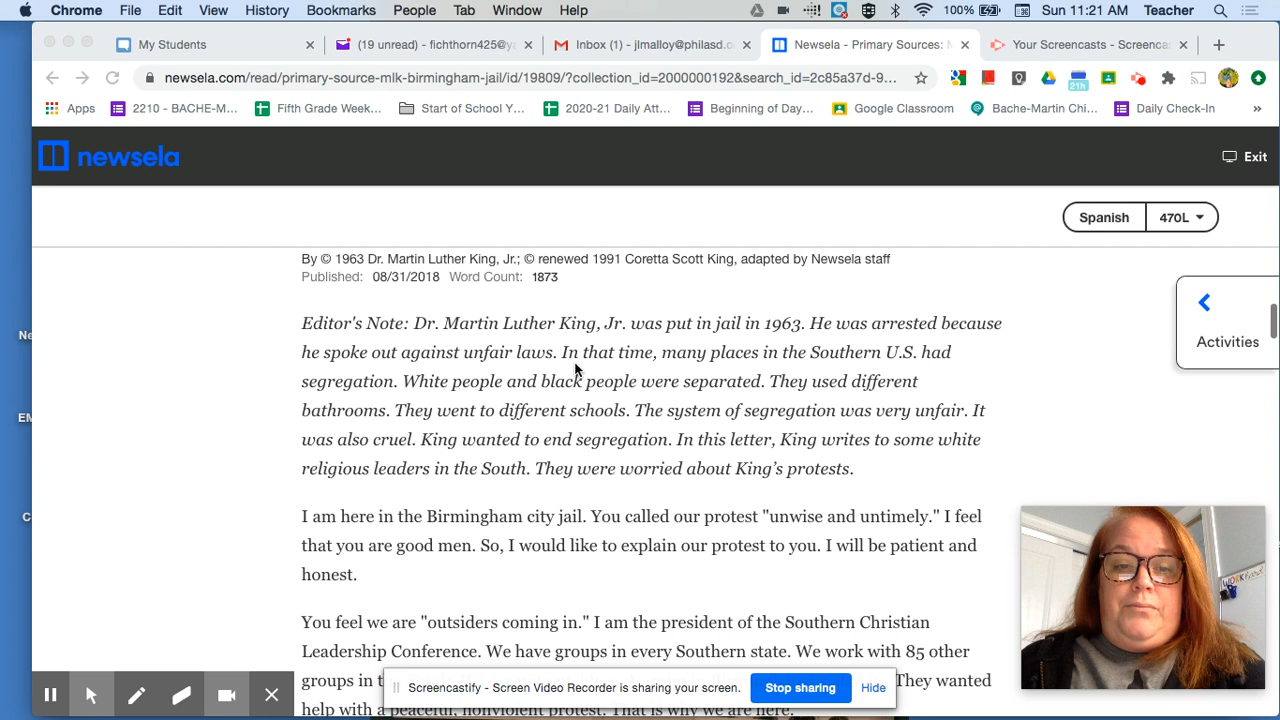 Chrome File Edit View History Bookmarks People Tab Window Help 100% Sun 11:21 AM Teacher
My Students (19 unread) - fichthorn425@y Inbox (1) - jlmalloy@philasd. Newsela - Primary Sources: Your Screencasts - Screencas
newsela.com/read/primary-source-mlk-birmingham-jail/id/19809/?collection_id=2000000192&search_id=2c85a37d-9... 21h
Apps 2210 - BACHE-M... Fifth Grade Week... Start of School Y... 2020-21 Daily Att... Beginning of Day... Google Classroom Bache-Martin Chi... Daily Check-In »
newsela Exit
Spanish 470L
By © 1963 Dr. Martin Luther King, Jr.; © renewed 1991 Coretta Scott King, adapted by Newsela staff
Published: 08/31/2018 Word Count: 1873
Editor's Note: Dr. Martin Luther King, Jr. was put in jail in 1963. He was arrested because
he spoke out against unfair laws. In that time, many places in the Southern U.S. had
segregation. White people and black people were separated. They used different
bathrooms. They went to different schools. The system of segregation was very unfair. It
was also cruel. King wanted to end segregation. In this letter, King writes to some white
religious leaders in the South. They were worried about King's protests.
Activities
I am here in the Birmingham city jail. You called our protest "unwise and untimely." I feel
that you are good men. So, I would like to explain our protest to you. I will be patient and
honest.
You feel we are "outsiders coming in." I am the president of the Southern Christian
Leadership Conference. We have groups in every Southern state. We work with 85 other
groups in They wanted
help with a peaceful, nonviolent protest. That is why we are here.
Screencastify - Screen Video Recorder is sharing your screen. Stop sharing Hide